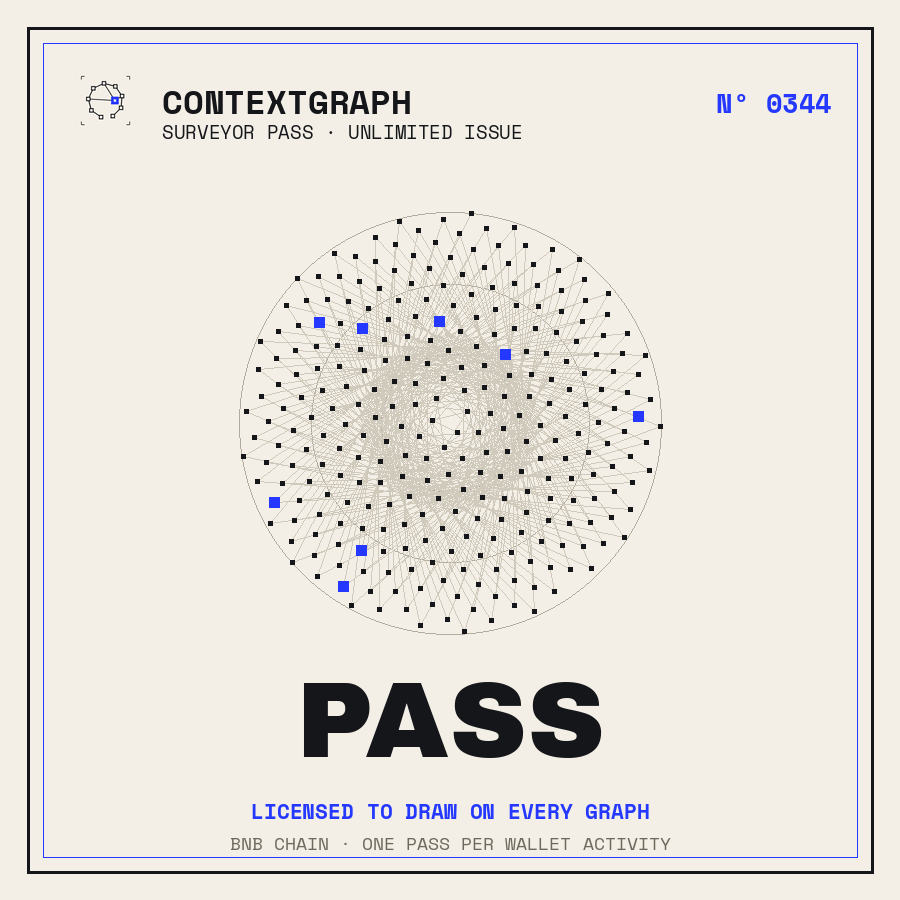 CONTEXTGRAPH
N° 0344
SURVEYOR PASS · UNLIMITED ISSUE
PASS
LICENSED TO DRAW ON EVERY GRAPH
BNB CHAIN · ONE PASS PER WALLET ACTIVITY